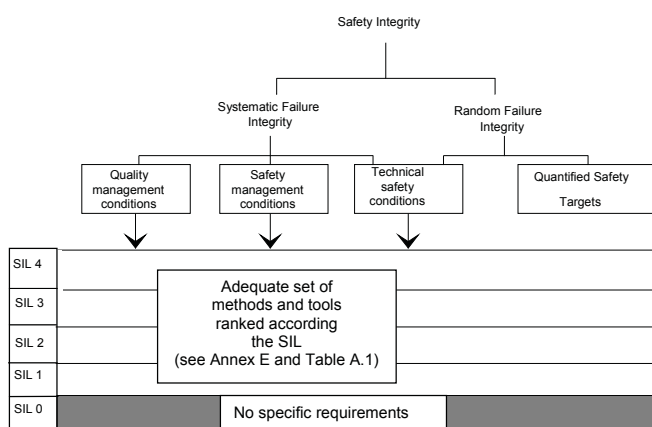 Safety Integrity
Systematic Failure
Integrity
Random Failure
Integrity
Quality
management
conditions
Safety
management
conditions
Technical
safety
conditions
Quantified Safety
Targets
SIL 4
SIL 3
SIL 2
SIL 1
SIL 0
Adequate set of
methods and tools
ranked according
the SIL
(see Annex E and Table A.1)
No specific requirements